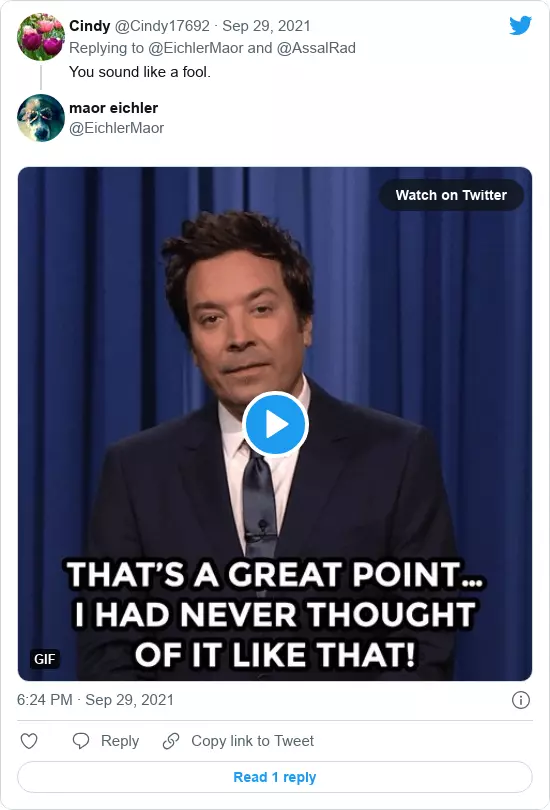 Cindy @Cindy17692 · Sep 29, 2021
Replying to @EichlerMaor and @AssalRad
You sound like a fool.
maor eichler
@EichlerMaor
Watch on Twitter
THAT'S A GREAT POINT...
I HAD NEVER THOUGHT
OF IT LIKE THAT!
GIF
6:24 PM · Sep 29, 2021
Reply
Copy link to Tweet
Read 1 reply